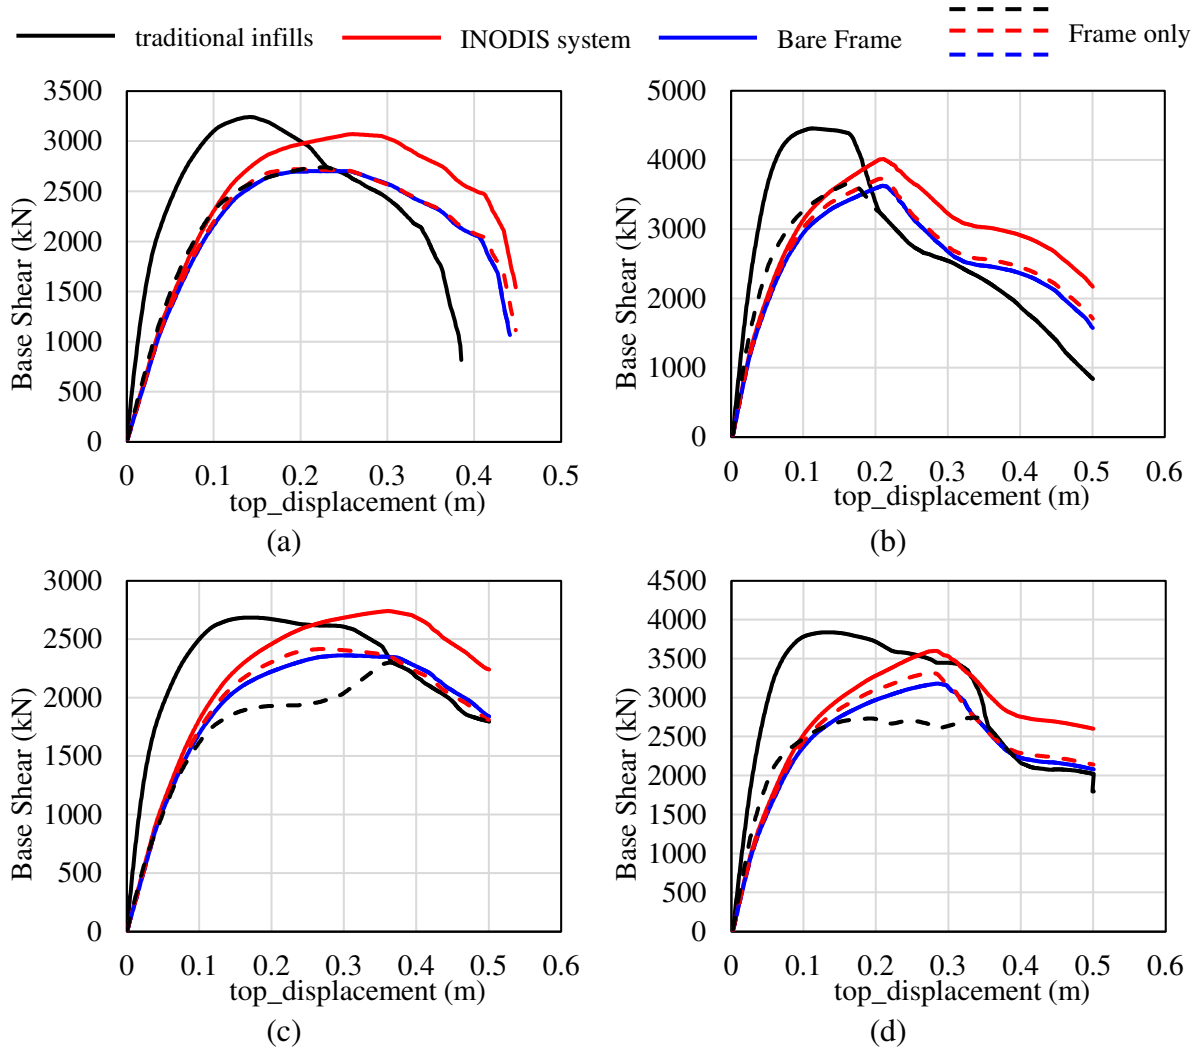 traditional infills INODIS system Bare Frame Frame only
3500
3000
2500
2000
1500
1000
500
0
Base Shear (kN)
0 0.1 0.2 0.3 0.4 0.5
top_displacement (m)
(a)
5000
4000
3000
2000
1000
0
Base Shear (kN)
0 0.1 0.2 0.3 0.4 0.5 0.6
top_displacement (m)
(b)
3000
2500
2000
1500
1000
500
0
Base Shear (kN)
0 0.1 0.2 0.3 0.4 0.5 0.6
top_displacement (m)
(c)
4500
4000
3500
3000
2500
2000
1500
1000
500
0
Base Shear (kN)
0 0.1 0.2 0.3 0.4 0.5 0.6
top_displacement (m)
(d)